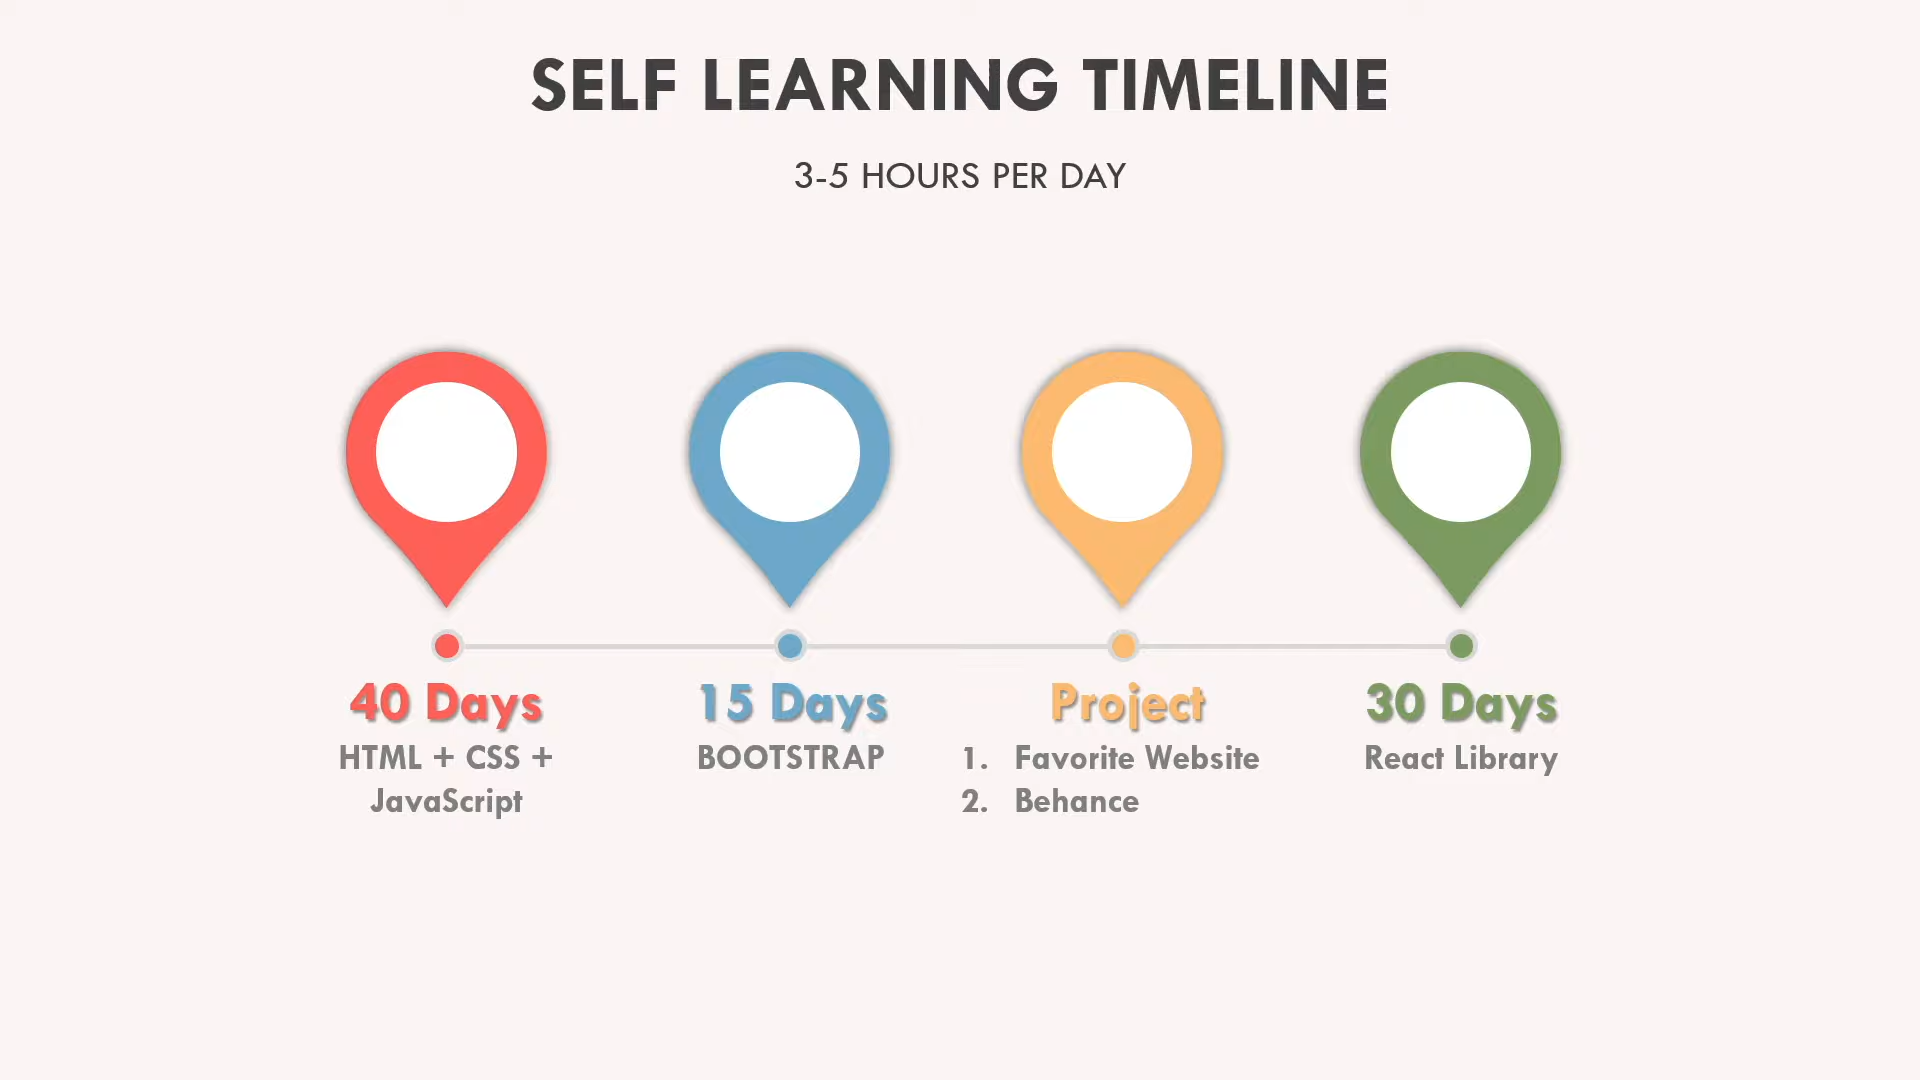 SELF LEARNING TIMELINE
3-5 HOURS PER DAY
40 Days
HTML + CSS +
JavaScript
15 Days
BOOTSTRAP
Project
1. Favorite Website
2. Behance
30 Days
React Library